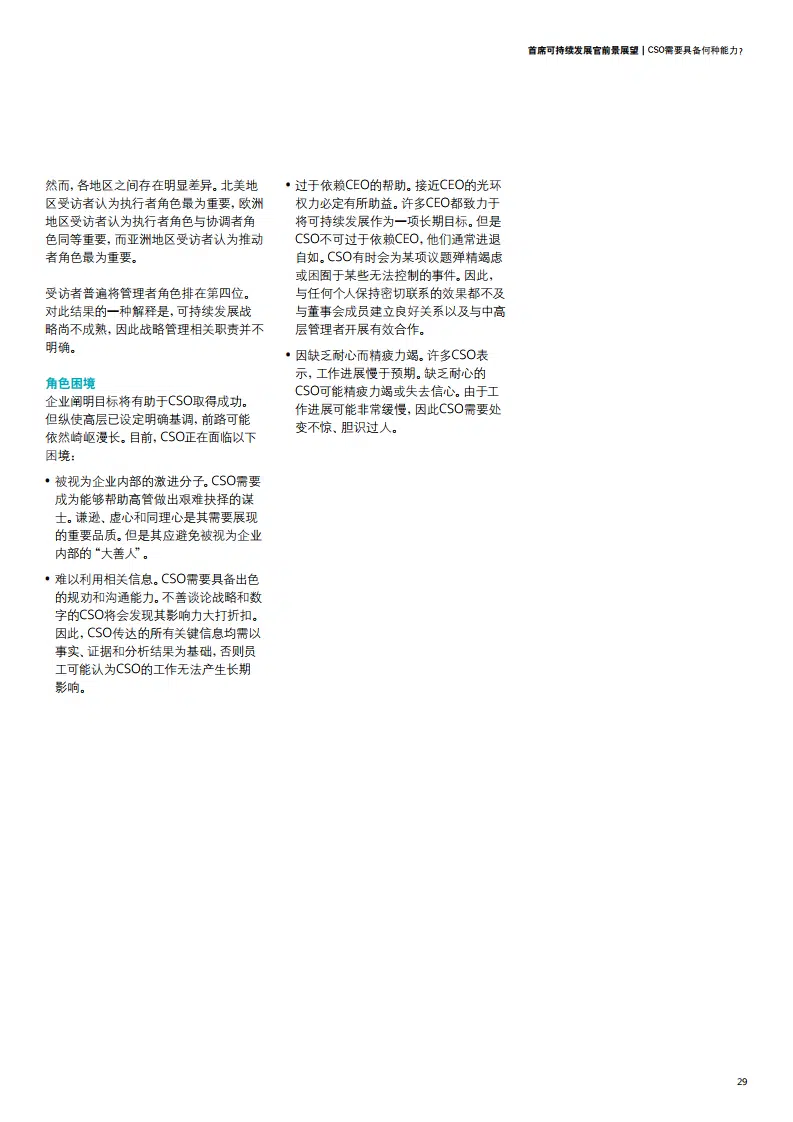 首席可持续发展官前景展望 | CSO需要具备何种能力?
然而, 各地区之间存在明显差异。北美地
区受访者认为执行者角色最为重要, 欧洲
地区受访者认为执行者角色与协调者角
色同等重要, 而亚洲地区受访者认为推动
者角色最为重要。
受访者普遍将管理者角色排在第四位。
对此结果的一种解释是, 可持续发展战
略尚不成熟, 因此战略管理相关职责并不
明确。
角色困境
企业阐明目标将有助于CSO取得成功。
但纵使高层已设定明确基调, 前路可能
依然崎岖漫长。目前, CSO正在面临以下
困境:
• 被视为企业内部的激进分子。CSO需要
成为能够帮助高管做出艰难抉择的谋
士。谦逊、虚心和同理心是其需要展现
的重要品质。但是其应避免被视为企业
内部的“大善人”。
• 难以利用相关信息。CSO需要具备出色
的规劝和沟通能力。不善谈论战略和数
字的CSO将会发现其影响力大打折扣。
因此, CSO传达的所有关键信息均需以
事实、证据和分析结果为基础, 否则员
工可能认为CSO的工作无法产生长期
影响。
• 过于依赖CEO的帮助。接近CEO的光环
权力必定有所助益。许多CEO都致力于
将可持续发展作为一项长期目标。但是
CSO不可过于依赖CEO, 他们通常进退
自如。CSO有时会为某项议题殚精竭虑
或困囿于某些无法控制的事件。因此,
与任何个人保持密切联系的效果都不及
与董事会成员建立良好关系以及与中高
层管理者开展有效合作。
• 因缺乏耐心而精疲力竭。许多CSO表
示, 工作进展慢于预期。缺乏耐心的
CSO可能精疲力竭或失去信心。由于工
作进展可能非常缓慢, 因此CSO需要处
变不惊、胆识过人。
29